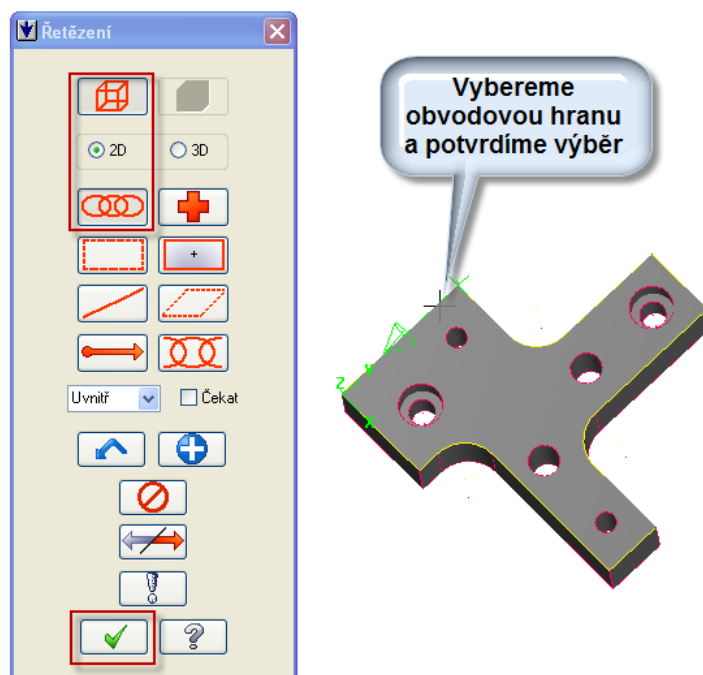 Řetězení
Vybereme
obvodovou hranu
a potvrdíme výběr
2D
3D
Uvnitř
Čekat
Y
Z
X